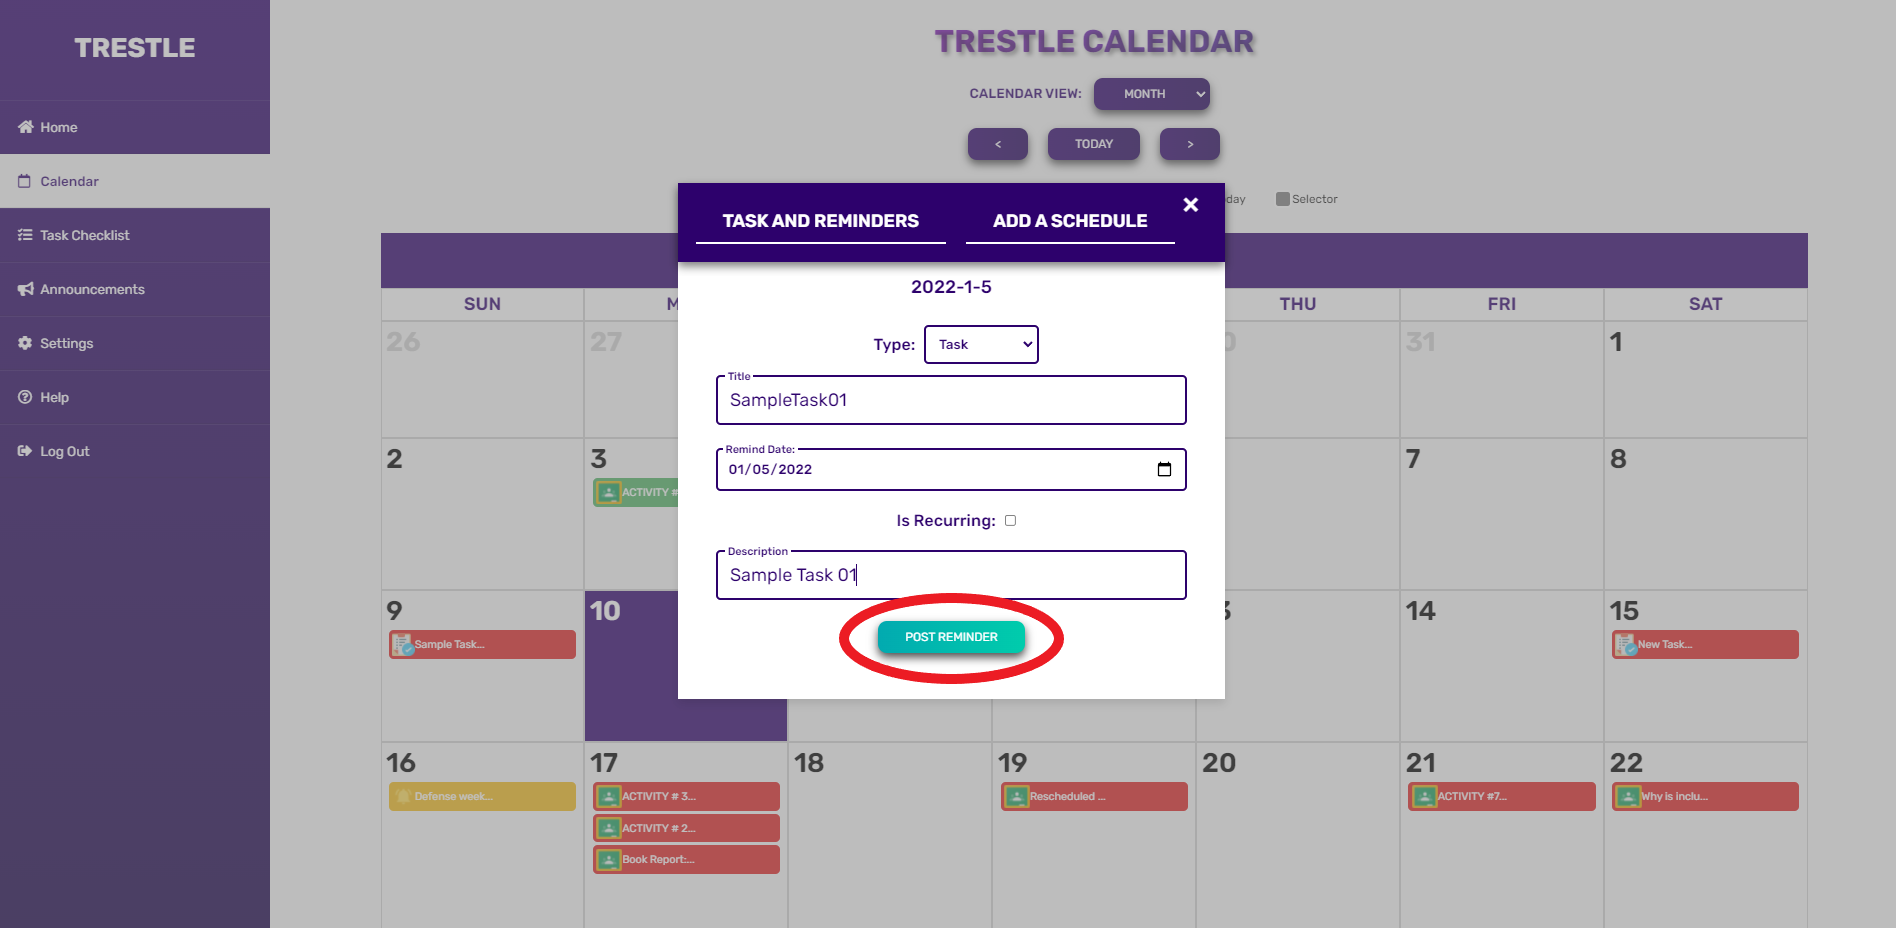 TRESTLE
Home
Calendar
Task Checklist
Announcements
Settings
Help
Log Out
TRESTLE CALENDAR
CALENDAR VIEW: MONTH
< TODAY >
day Selector
TASK AND REMINDERS ADD A SCHEDULE
2022-1-5
Type: Task
Title
SampleTask01
Remind Date:
01/05/2022
Is Recurring:
Description
Sample Task 01
POST REMINDER
SUN M THU FRI SAT
26 27 31 1
2 3 7 8
ACTIVITY #
9 10 14 15
Sample Task... New Task...
16 17 18 19 20 21 22
Defense week... ACTIVITY # 3... Rescheduled ... ACTIVITY #7... Why is inclu...
ACTIVITY # 2...
Book Report:...